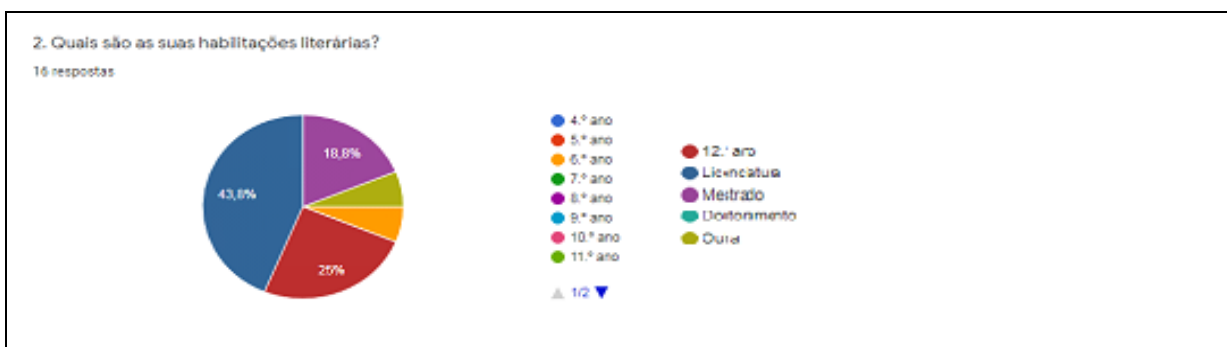 2. Quais são as suas habilitações literárias?
16 respostas
18,8%
43,8%
25%
4.º ano
5.º ano
6.º ano
7.º ano
8.º ano
9.º ano
10.º ano
11.º ano
1/2
12.º ano
Licenciatura
Mestrado
Doutoramento
Outra